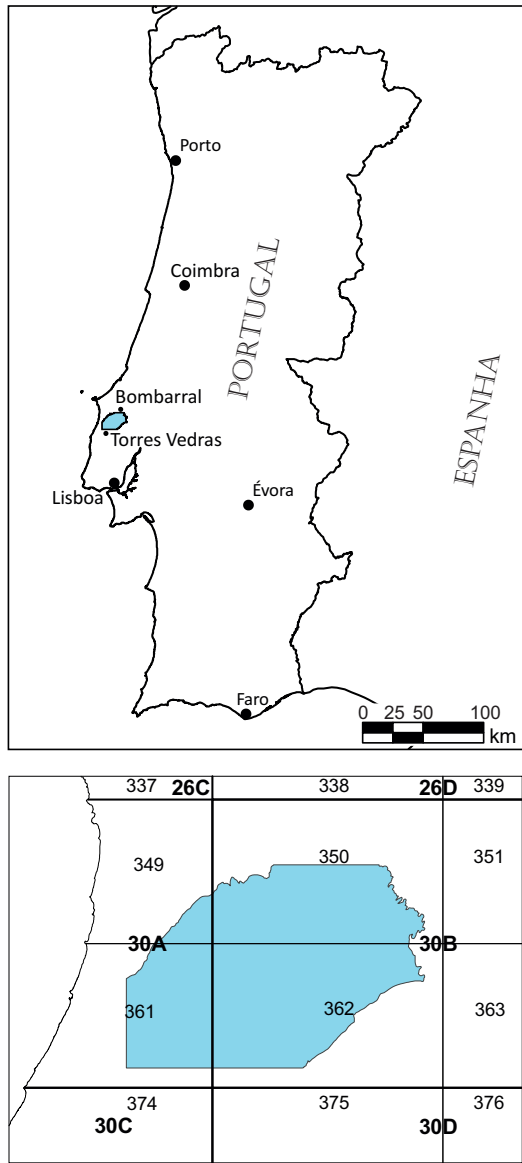 Porto
Coimbra
PORTUGAL
Bombarral
ESPANHA
Torres Vedras
Lisboa
Évora
Faro
0 25 50 100
km
337 26C 338 26D 339
349 350 351
30A 30B
361 362 363
374 375 376
30C 30D